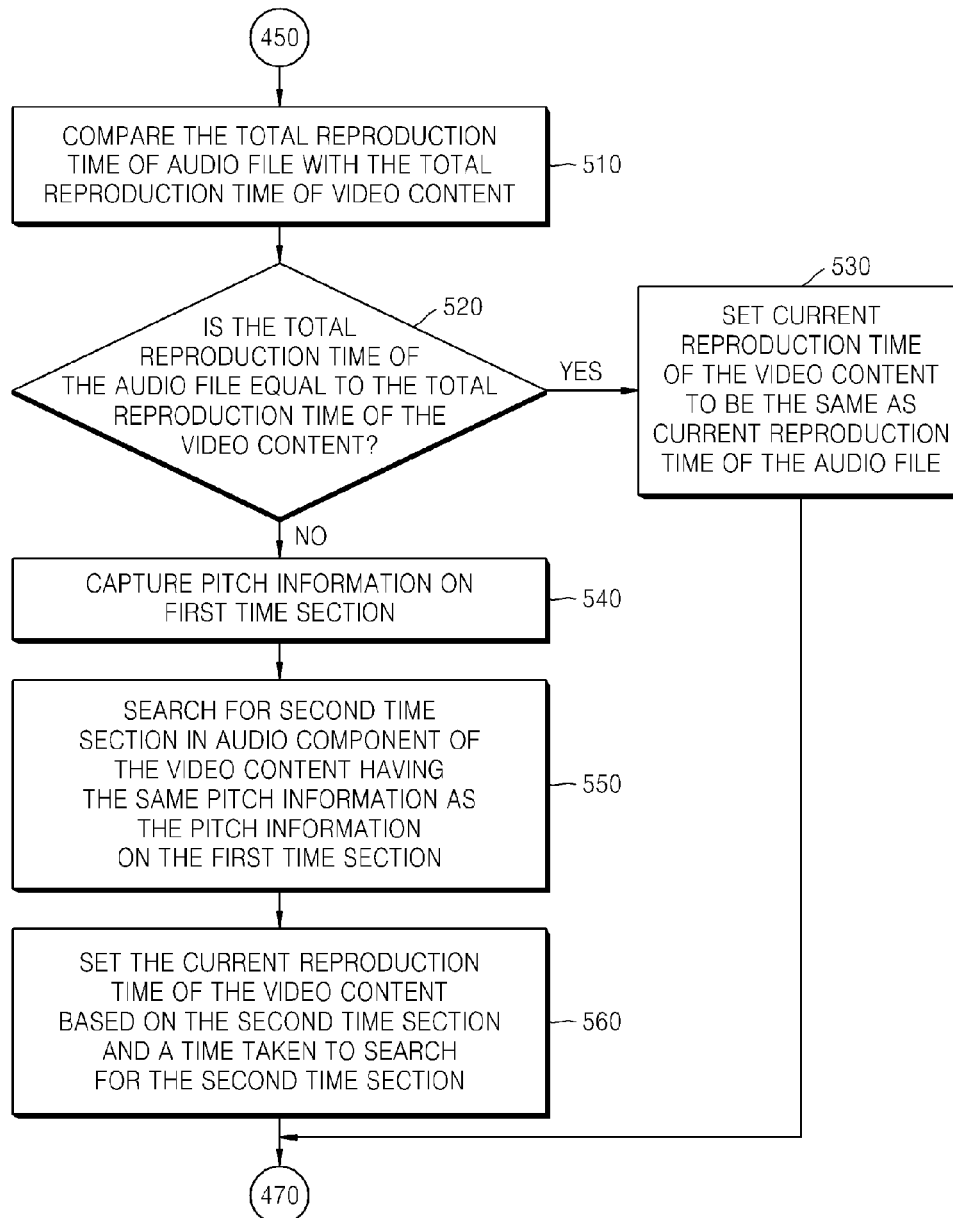 450
COMPARE THE TOTAL REPRODUCTION
TIME OF AUDIO FILE WITH THE TOTAL
REPRODUCTION TIME OF VIDEO CONTENT
510
520
IS THE TOTAL
REPRODUCTION TIME OF
THE AUDIO FILE EQUAL TO THE TOTAL
REPRODUCTION TIME OF THE
VIDEO CONTENT?
YES
530
SET CURRENT
REPRODUCTION TIME
OF THE VIDEO CONTENT
TO BE THE SAME AS
CURRENT REPRODUCTION
TIME OF THE AUDIO FILE
NO
CAPTURE PITCH INFORMATION ON
FIRST TIME SECTION
540
SEARCH FOR SECOND TIME
SECTION IN AUDIO COMPONENT OF
THE VIDEO CONTENT HAVING
THE SAME PITCH INFORMATION AS
THE PITCH INFORMATION
ON THE FIRST TIME SECTION
550
SET THE CURRENT REPRODUCTION
TIME OF THE VIDEO CONTENT
BASED ON THE SECOND TIME SECTION
AND A TIME TAKEN TO SEARCH
FOR THE SECOND TIME SECTION
560
470